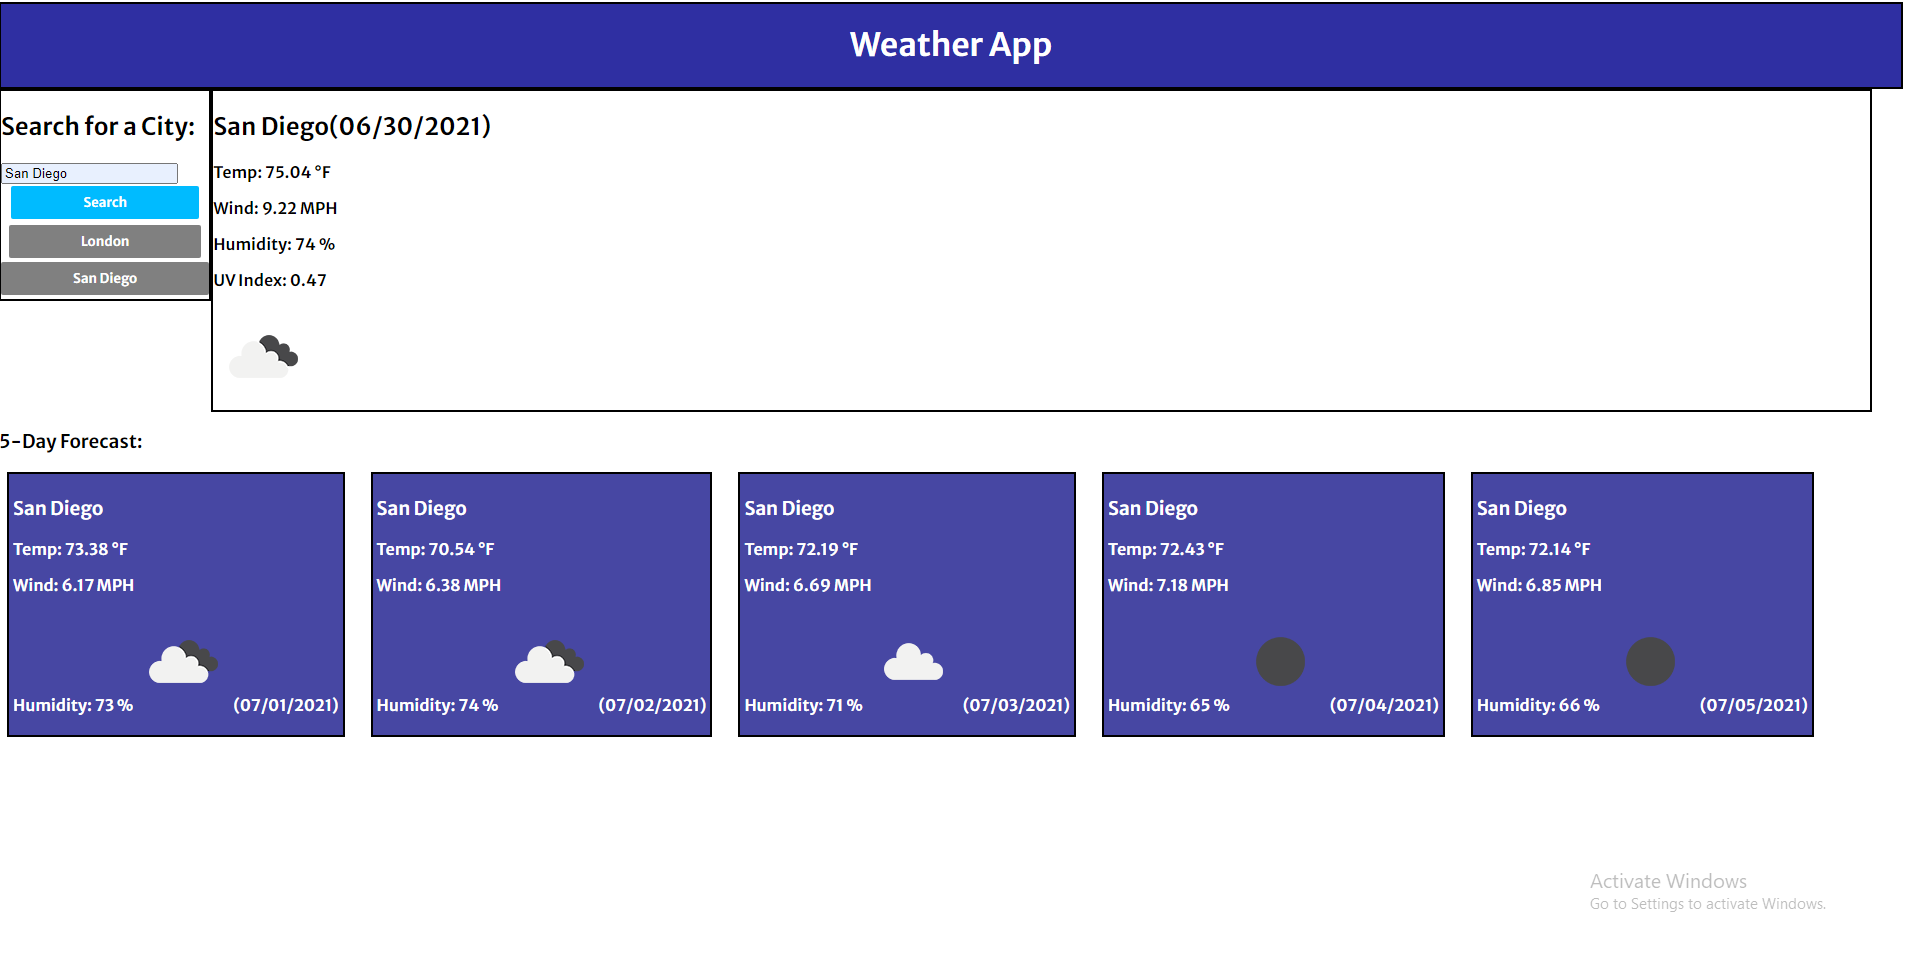 Weather App
Search for a City:
San Diego
Search
London
San Diego
San Diego(06/30/2021)
Temp: 75.04 °F
Wind: 9.22 MPH
Humidity: 74 %
UV Index: 0.47
5-Day Forecast:
San Diego
Temp: 73.38 °F
Wind: 6.17 MPH
Humidity: 73 %
(07/01/2021)
San Diego
Temp: 70.54 °F
Wind: 6.38 MPH
Humidity: 74 %
(07/02/2021)
San Diego
Temp: 72.19 °F
Wind: 6.69 MPH
Humidity: 71 %
(07/03/2021)
San Diego
Temp: 72.43 °F
Wind: 7.18 MPH
Humidity: 65 %
(07/04/2021)
San Diego
Temp: 72.14 °F
Wind: 6.85 MPH
Humidity: 66 %
(07/05/2021)
Activate Windows
Go to Settings to activate Windows.